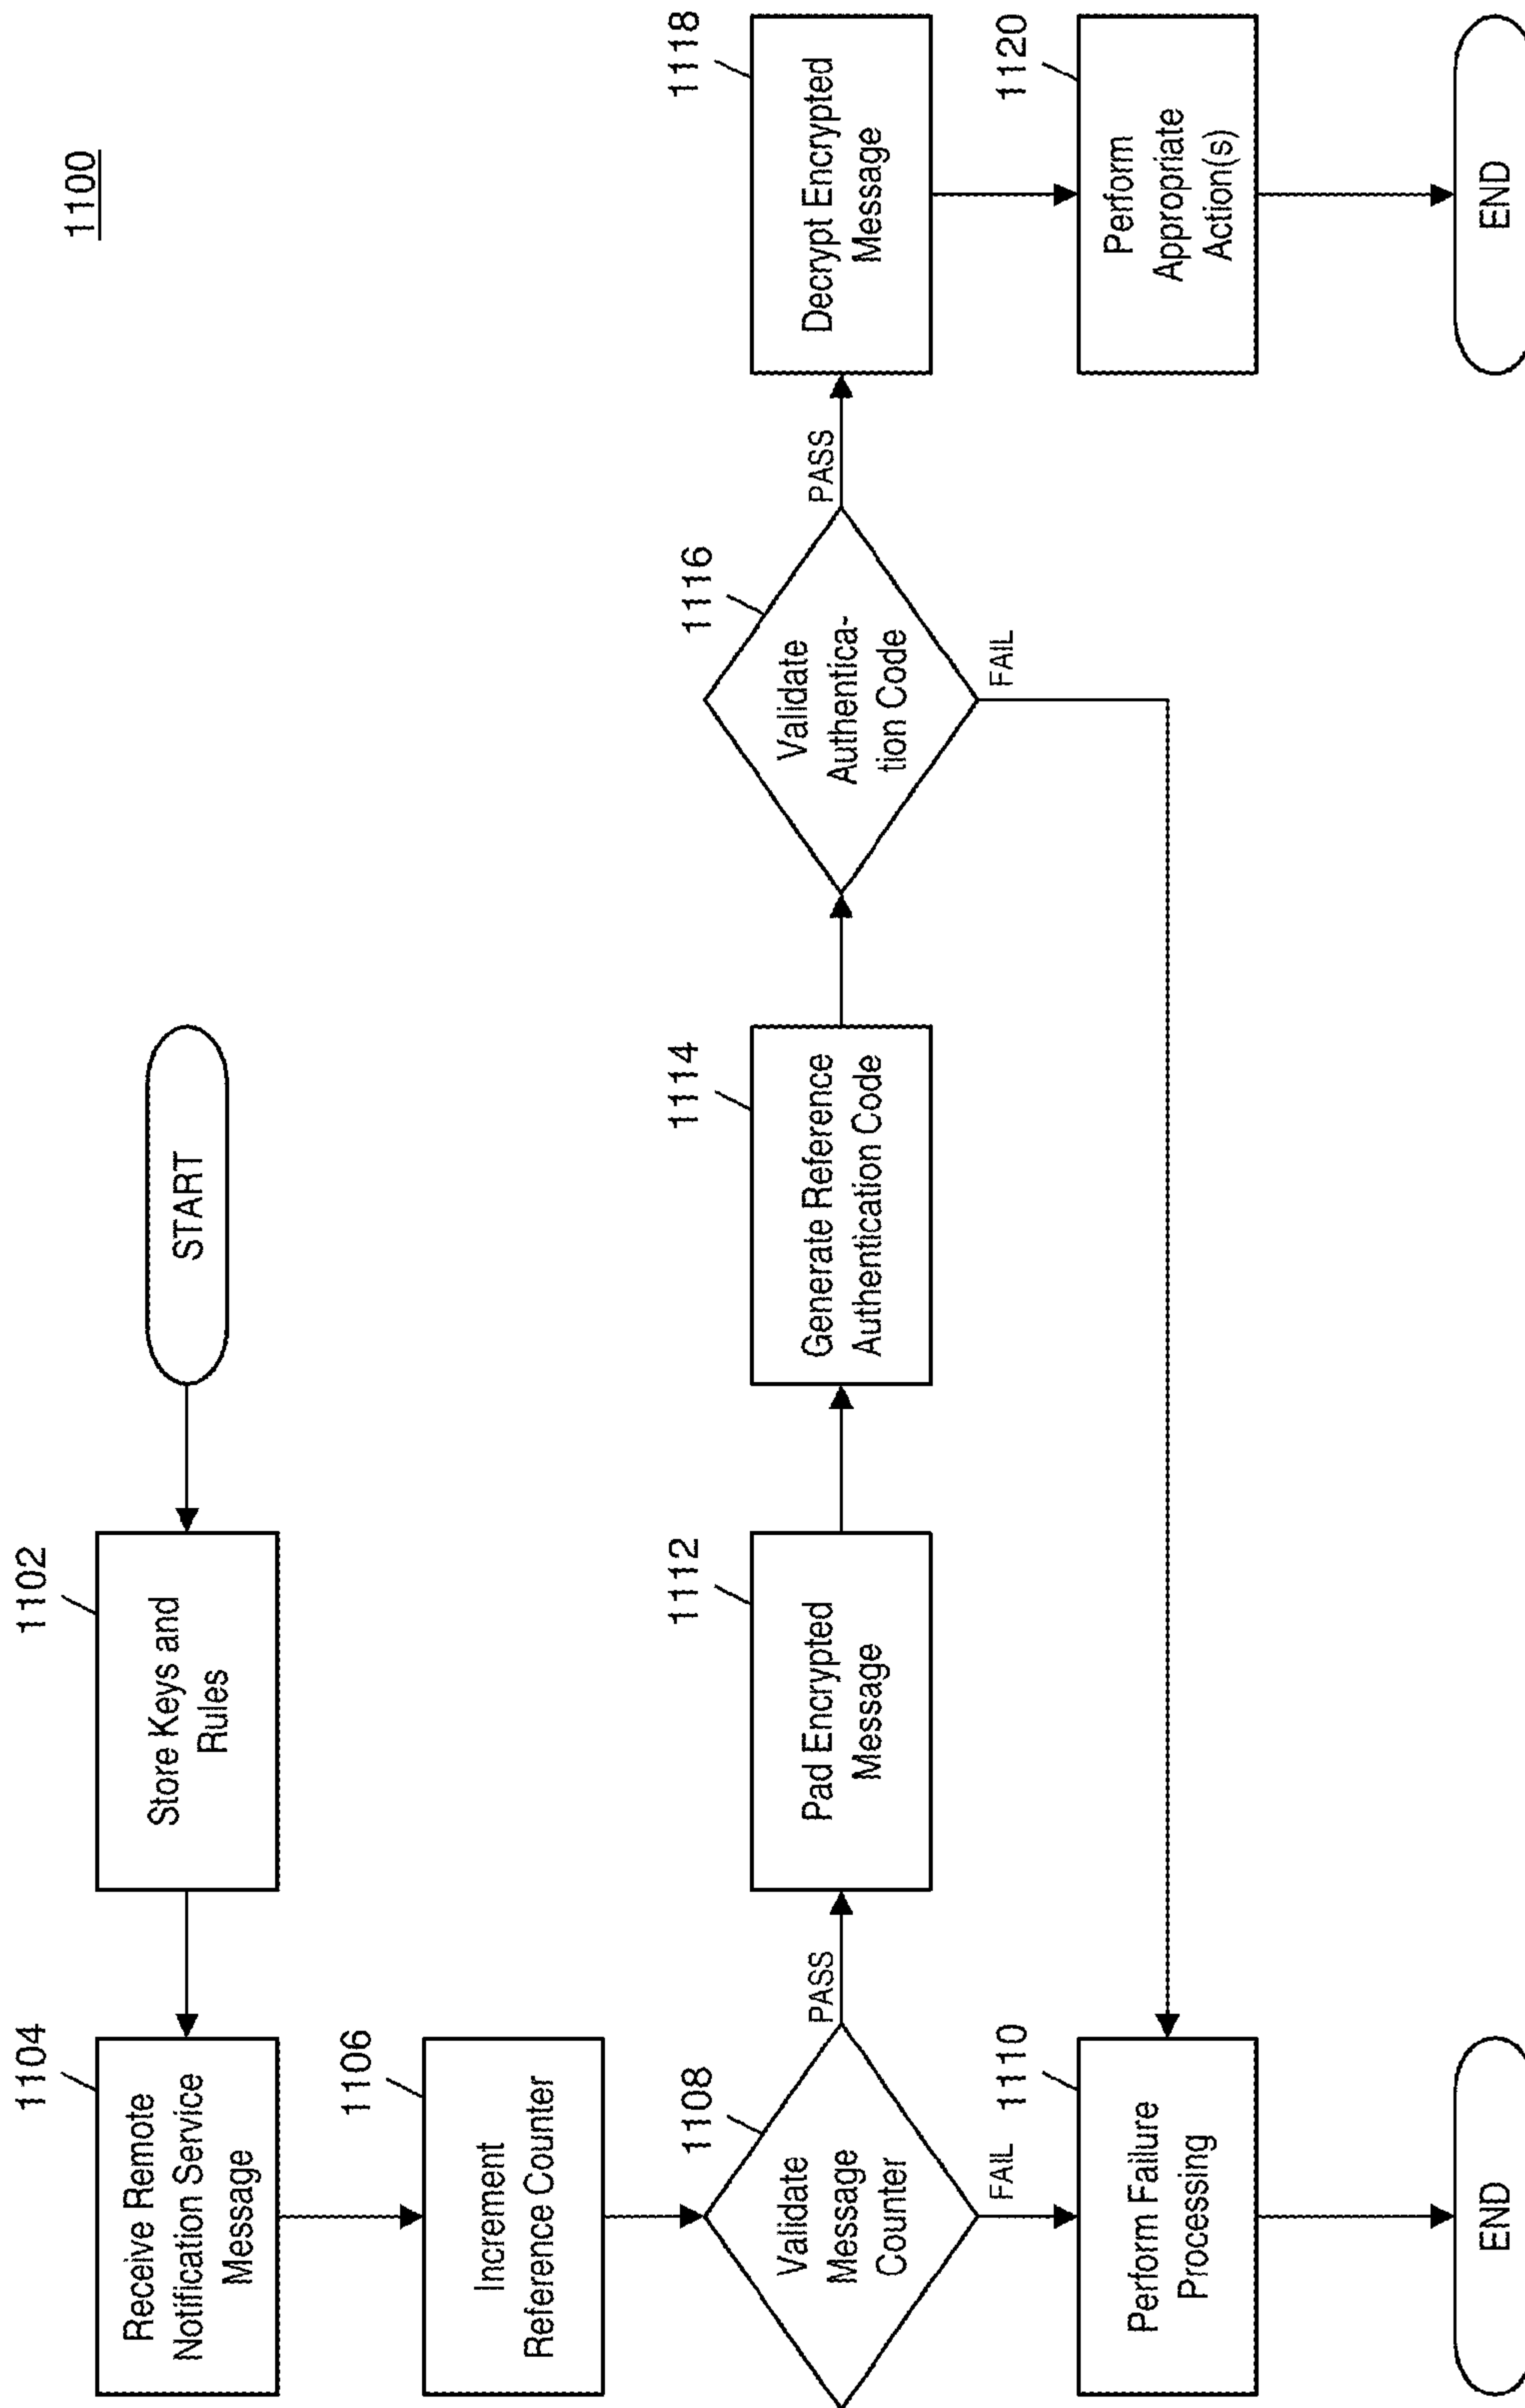 1100
START
1102
Store Keys and
Rules
1104
Receive Remote
Notification Service
Message
1106
Increment
Reference Counter
1108
Validate
Message
Counter
PASS
FAIL
1110
Perform Failure
Processing
END
1112
Pad Encrypted
Message
1114
Generate Reference
Authentication Code
1116
Validate
Authentica-
tion Code
PASS
FAIL
1118
Decrypt Encrypted
Message
1120
Perform
Appropriate
Action(s)
END